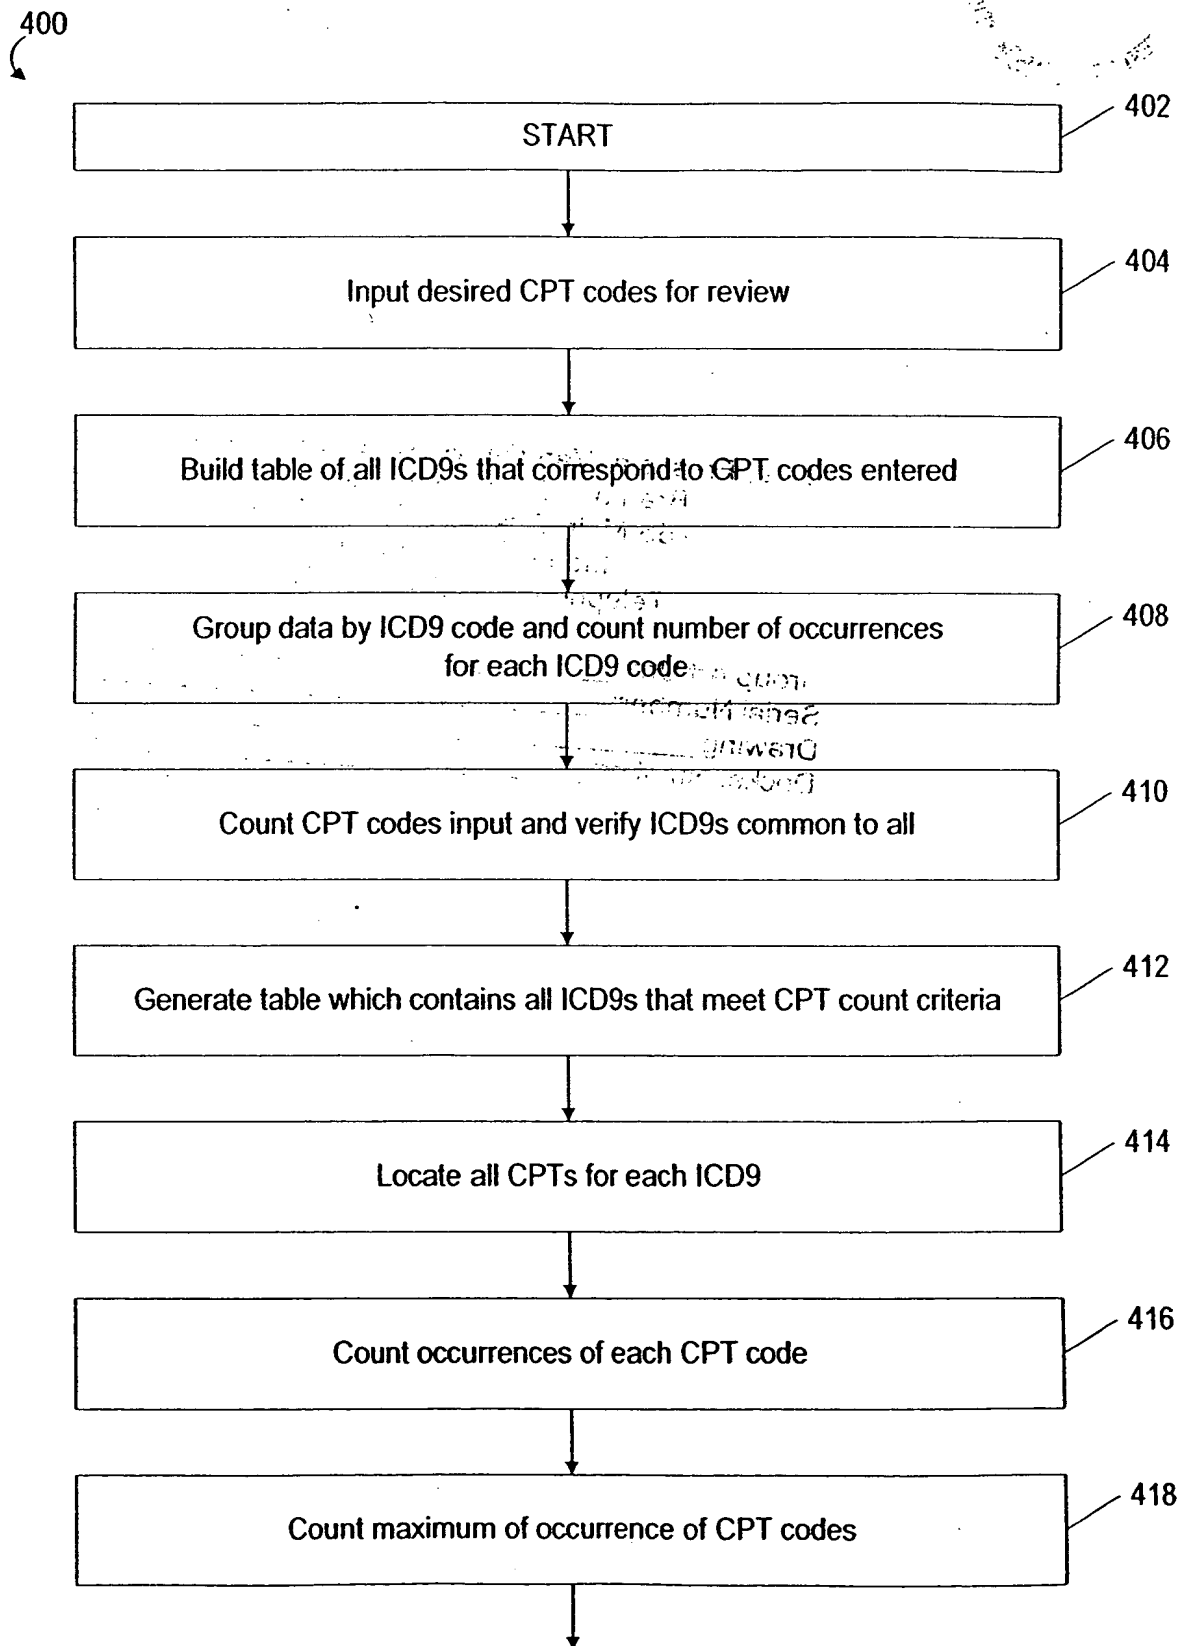 400
402
START
404
Input desired CPT codes for review
406
Build table of all ICD9s that correspond to CPT codes entered
408
Group data by ICD9 code and count number of occurrences
for each ICD9 code
Serial Number
Drawing
410
Count CPT codes input and verify ICD9s common to all
412
Generate table which contains all ICD9s that meet CPT count criteria
414
Locate all CPTs for each ICD9
416
Count occurrences of each CPT code
418
Count maximum of occurrence of CPT codes